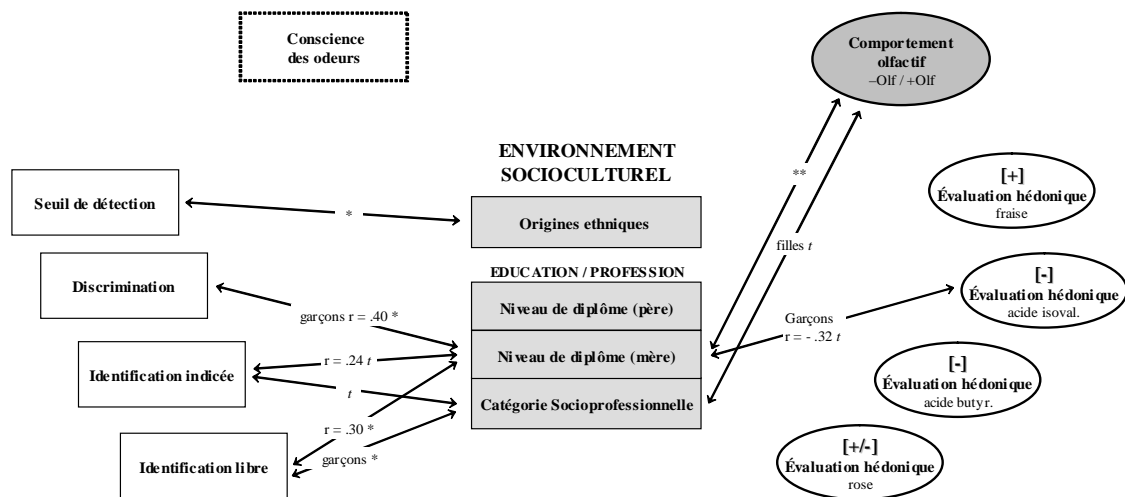 Conscience
des odeurs
Comportement
olfactif
–Olf / +Olf
ENVIRONNEMENT
SOCIOCULTUREL
**
[+]
Évaluation hédonique
fraise
Seuil de détection
*
Origines ethniques
filles t
EDUCATION / PROFESSION
[-]
Évaluation hédonique
acide isoval.
Discrimination
Niveau de diplôme (père)
garçons r = .40 *
Garçons
r = - .32 t
Niveau de diplôme (mère)
r = .24 t
Identification indicée
[-]
Évaluation hédonique
acide butyr.
t
Catégorie Socioprofessionnelle
r = .30 *
garçons *
Identification libre
[+/-]
Évaluation hédonique
rose